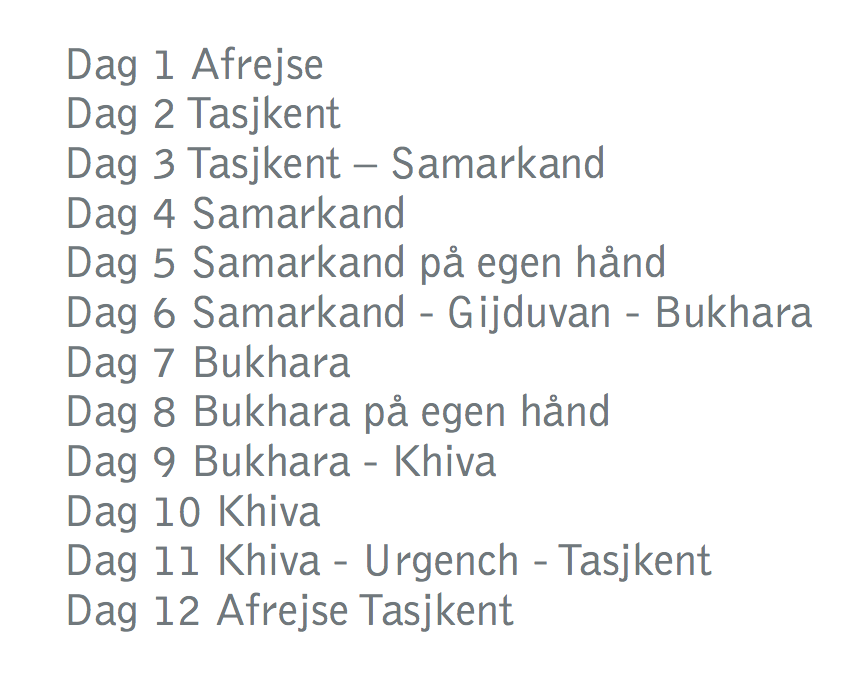 Dag 1 Afrejse
Dag 2 Tasjkent
Dag 3 Tasjkent – Samarkand
Dag 4 Samarkand
Dag 5 Samarkand på egen hånd
Dag 6 Samarkand - Gijduvan - Bukhara
Dag 7 Bukhara
Dag 8 Bukhara på egen hånd
Dag 9 Bukhara - Khiva
Dag 10 Khiva
Dag 11 Khiva - Urgench - Tasjkent
Dag 12 Afrejse Tasjkent